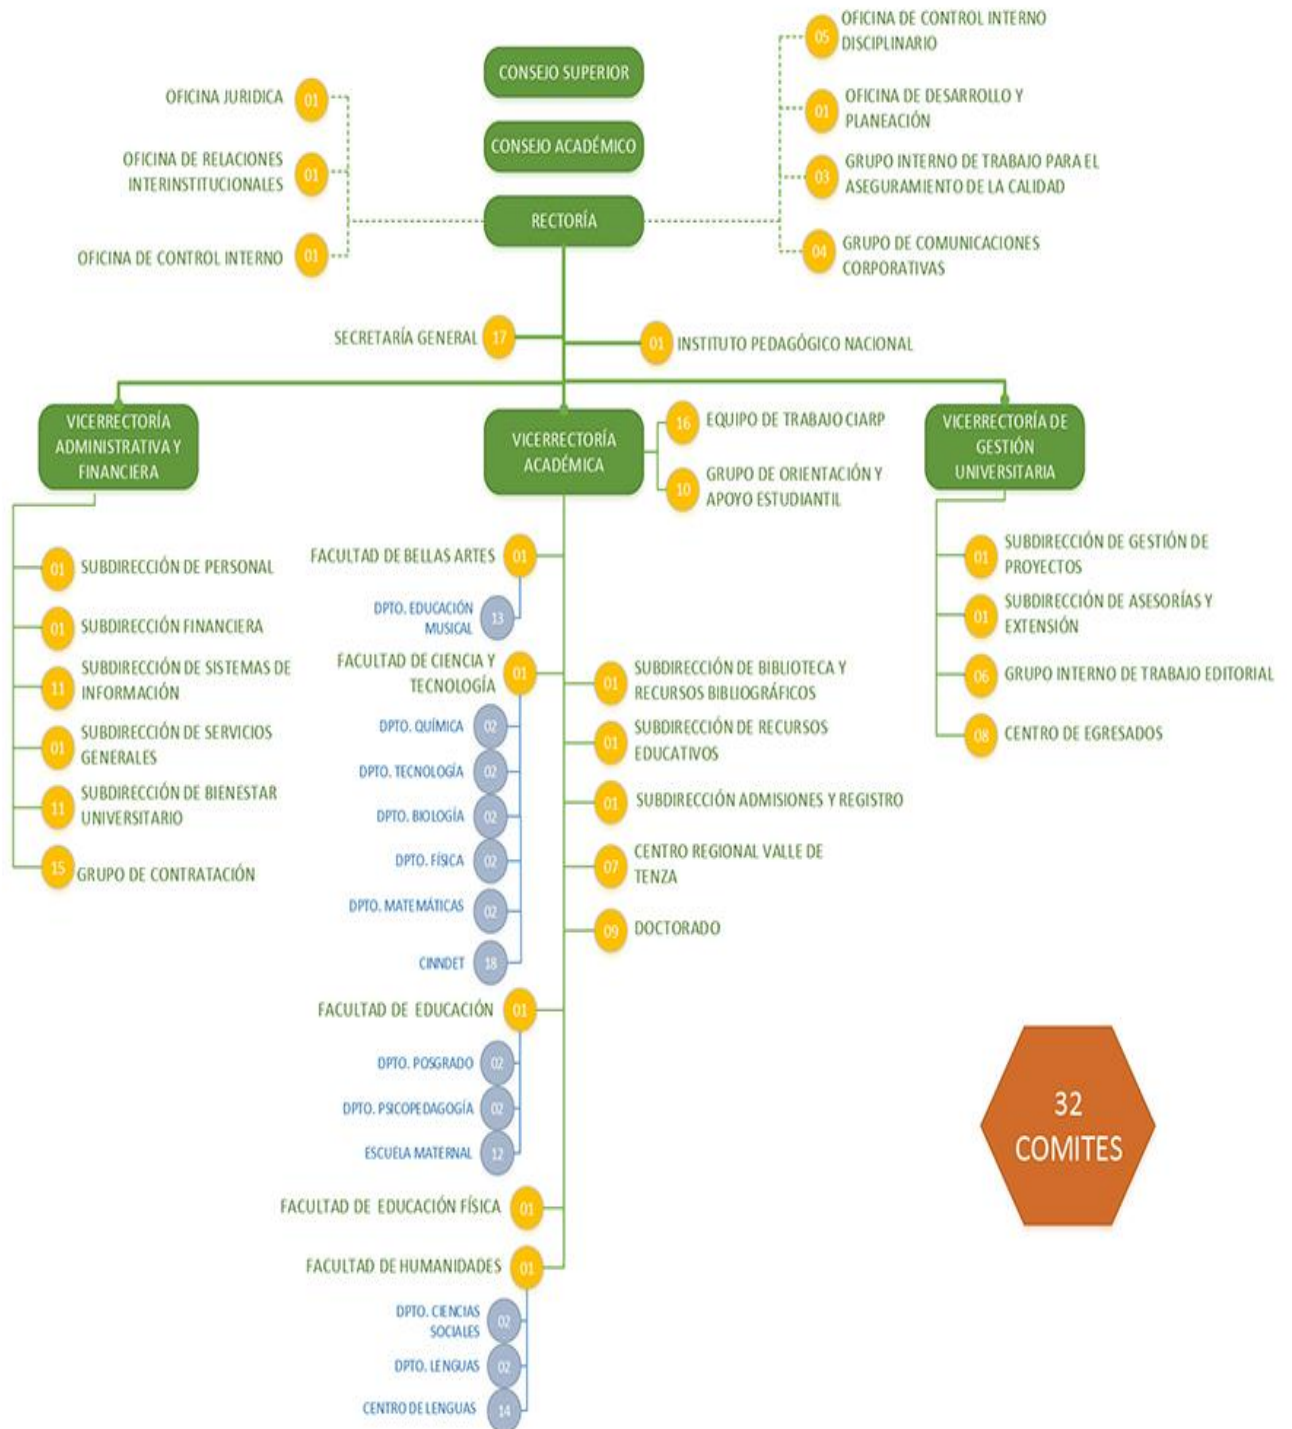 CONSEJO SUPERIOR
CONSEJO ACADÉMICO
RECTORÍA
OFICINA JURIDICA
01
OFICINA DE RELACIONES
INTERINSTITUCIONALES
01
OFICINA DE CONTROL INTERNO
01
05
OFICINA DE CONTROL INTERNO
DISCIPLINARIO
01
OFICINA DE DESARROLLO Y
PLANEACIÓN
03
GRUPO INTERNO DE TRABAJO PARA EL
ASEGURAMIENTO DE LA CALIDAD
04
GRUPO DE COMUNICACIONES
CORPORATIVAS
SECRETARÍA GENERAL
17
01
INSTITUTO PEDAGÓGICO NACIONAL
VICERRECTORÍA
ADMINISTRATIVA Y
FINANCIERA
01
SUBDIRECCIÓN DE PERSONAL
01
SUBDIRECCIÓN FINANCIERA
11
SUBDIRECCIÓN DE SISTEMAS DE
INFORMACIÓN
01
SUBDIRECCIÓN DE SERVICIOS
GENERALES
11
SUBDIRECCIÓN DE BIENESTAR
UNIVERSITARIO
15
GRUPO DE CONTRATACIÓN
VICERRECTORÍA
ACADÉMICA
16
EQUIPO DE TRABAJO CIARP
10
GRUPO DE ORIENTACIÓN Y
APOYO ESTUDIANTIL
FACULTAD DE BELLAS ARTES
01
DPTO. EDUCACIÓN
MUSICAL
13
FACULTAD DE CIENCIA Y
TECNOLOGÍA
01
DPTO. QUÍMICA
02
DPTO. TECNOLOGÍA
02
DPTO. BIOLOGÍA
02
DPTO. FÍSICA
02
DPTO. MATEMÁTICAS
02
CINNDET
18
FACULTAD DE EDUCACIÓN
01
DPTO. POSGRADO
02
DPTO. PSICOPEDAGOGÍA
02
ESCUELA MATERNAL
12
FACULTAD DE EDUCACIÓN FÍSICA
01
FACULTAD DE HUMANIDADES
01
DPTO. CIENCIAS
SOCIALES
02
DPTO. LENGUAS
02
CENTRO DE LENGUAS
14
01
SUBDIRECCIÓN DE BIBLIOTECA Y
RECURSOS BIBLIOGRÁFICOS
01
SUBDIRECCIÓN DE RECURSOS
EDUCATIVOS
01
SUBDIRECCIÓN ADMISIONES Y REGISTRO
07
CENTRO REGIONAL VALLE DE
TENZA
09
DOCTORADO
VICERRECTORÍA DE
GESTIÓN
UNIVERSITARIA
01
SUBDIRECCIÓN DE GESTIÓN DE
PROYECTOS
01
SUBDIRECCIÓN DE ASESORÍAS Y
EXTENSIÓN
06
GRUPO INTERNO DE TRABAJO EDITORIAL
08
CENTRO DE EGRESADOS
32
COMITES